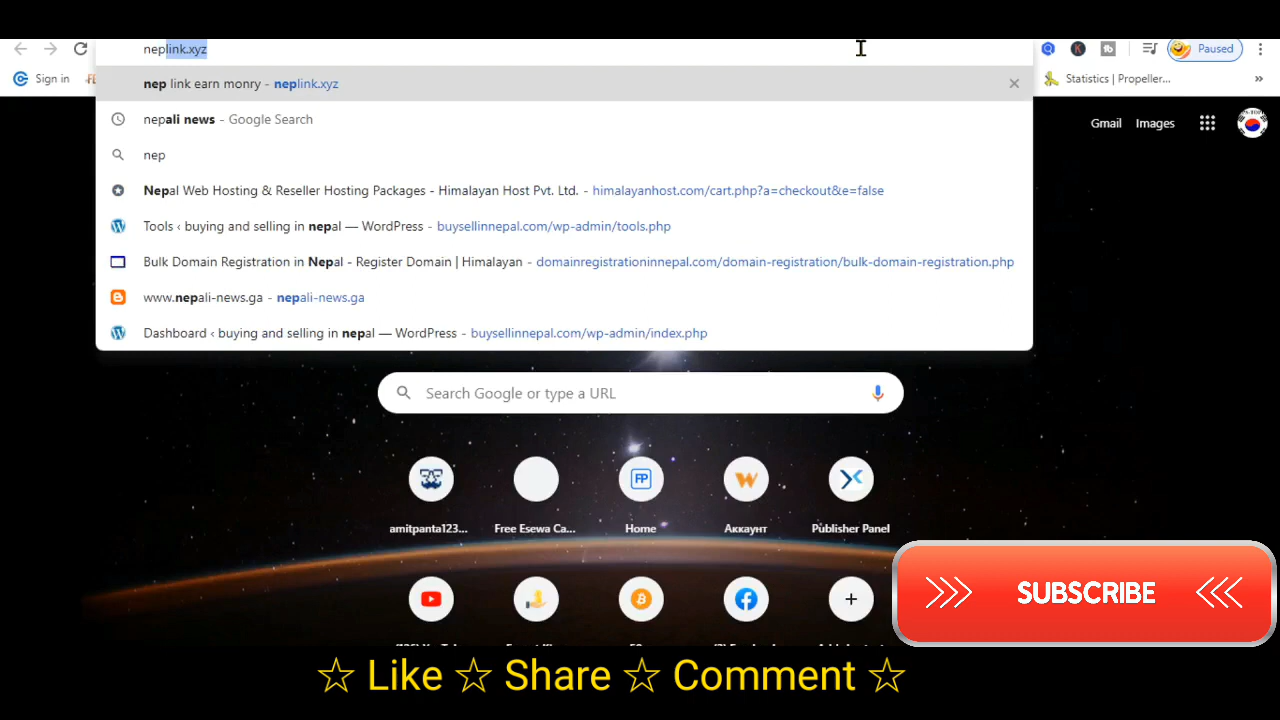 neplink.xyz
Paused
Sign in
Statistics | Propeller...
»
nep link earn monry - neplink.xyz
nepali news - Google Search
nep
Nepal Web Hosting & Reseller Hosting Packages - Himalayan Host Pvt. Ltd. - himalayanhost.com/cart.php?a=checkout&e=false
Tools ‹ buying and selling in nepal — WordPress - buysellinnepal.com/wp-admin/tools.php
Bulk Domain Registration in Nepal - Register Domain | Himalayan - domainregistrationinnepal.com/domain-registration/bulk-domain-registration.php
www.nepali-news.ga - nepali-news.ga
Dashboard ‹ buying and selling in nepal — WordPress - buysellinnepal.com/wp-admin/index.php
Gmail Images
Search Google or type a URL
amitpanta123... Free Esewa Ca... Home Аккаунт Publisher Panel
SUBSCRIBE
☆ Like ☆ Share ☆ Comment ☆